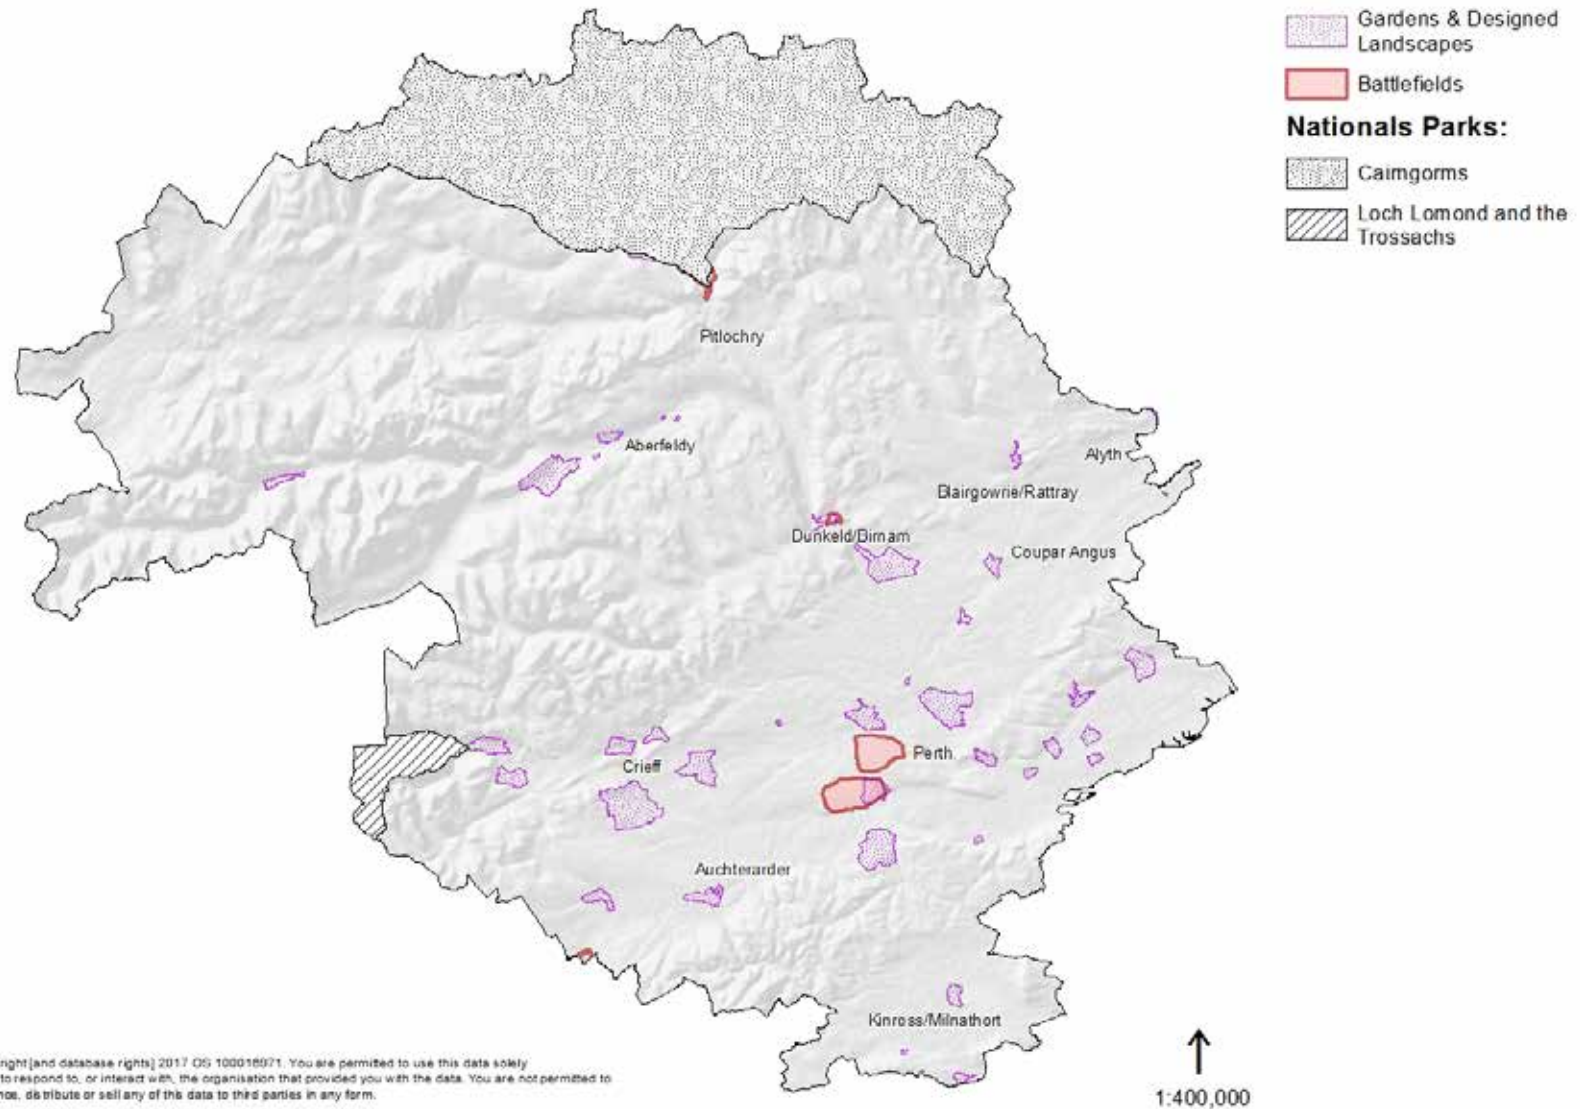 Gardens & Designed
Landscapes
Battlefields
Nationals Parks:
Cairngorms
Loch Lomond and the
Trossachs
Pitlochry
Aberfeldy
Alyth
Blairgowrie/Rattray
Dunkeld/Birnam
Coupar Angus
Perth
Crieff
Auchterarder
Kinross/Milnathort
right [and database rights] 2017 OS 100016971. You are permitted to use this data solely
to respond to, or interact with, the organisation that provided you with the data. You are not permitted to
distribute or sell any of this data to third parties in any form.
1:400,000